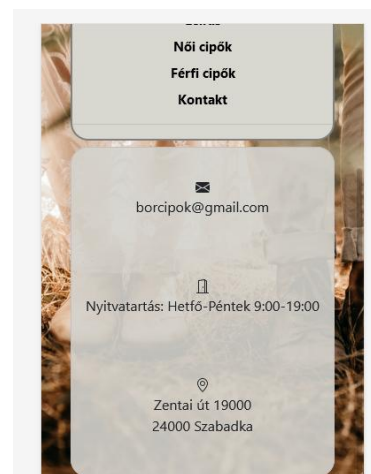 Női cipők
Férfi cipők
Kontakt
borcipok@gmail.com
Nyitvatartás: Hetfő-Péntek 9:00-19:00
Zentai út 19000
24000 Szabadka